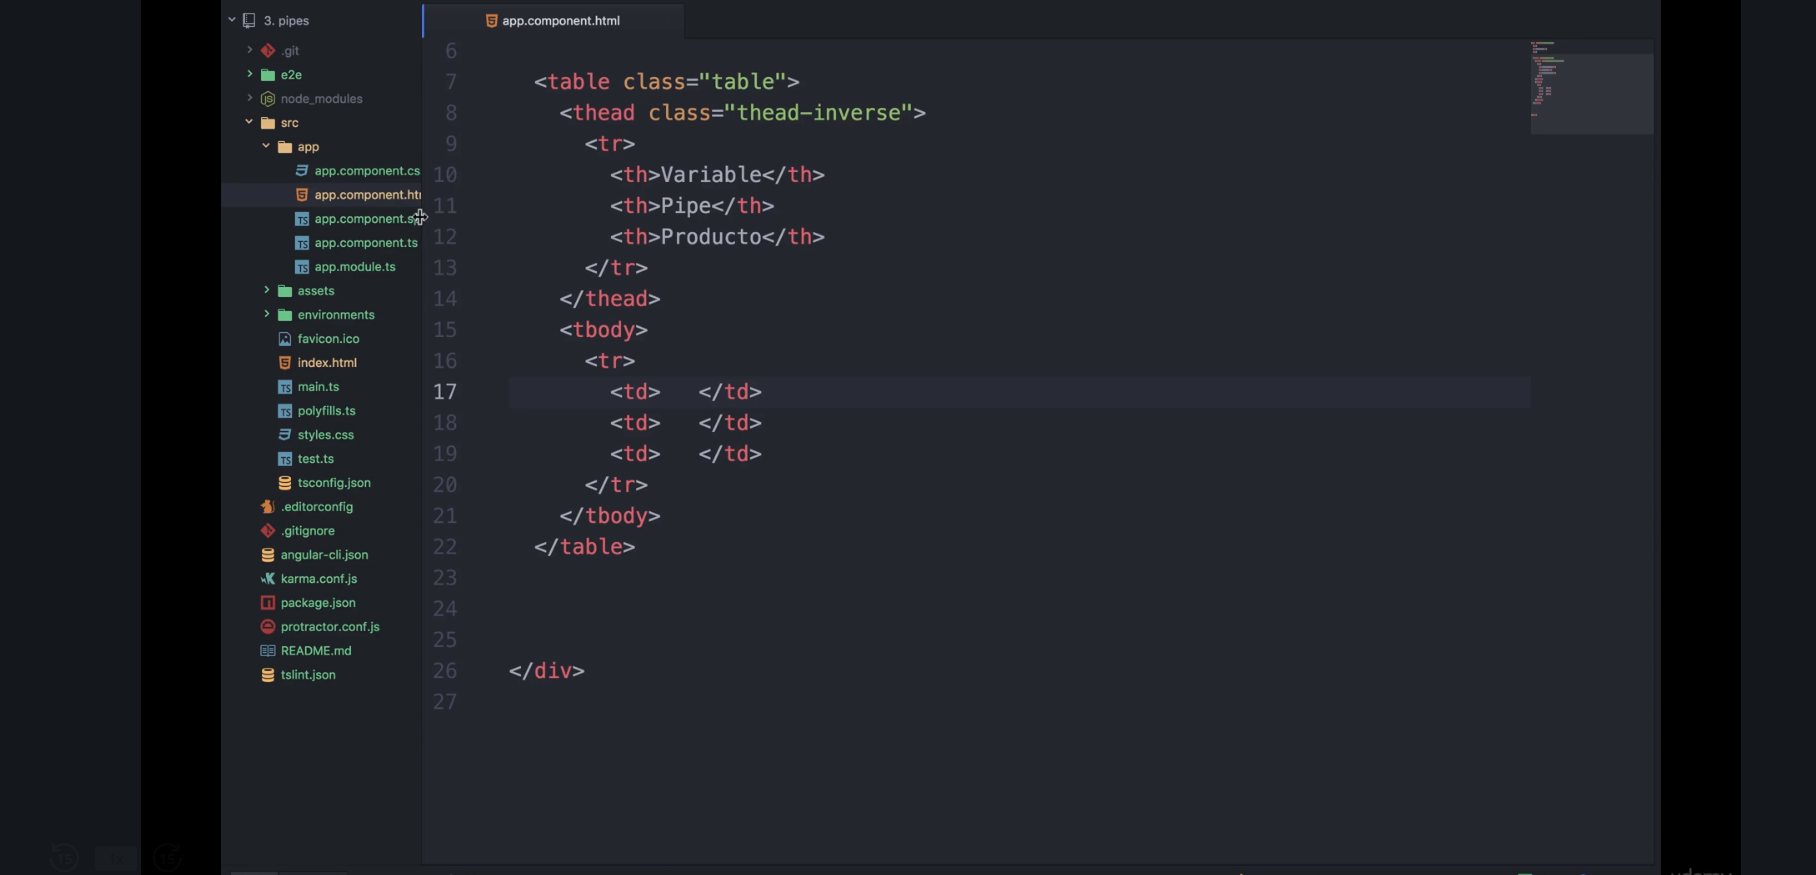 3. pipes
app.component.html
.git
e2e
node_modules
src
app
app.component.cs
app.component.ht
app.component.s
app.component.ts
app.module.ts
assets
environments
favicon.ico
index.html
main.ts
polyfills.ts
styles.css
test.ts
tsconfig.json
.editorconfig
.gitignore
angular-cli.json
karma.conf.js
package.json
protractor.conf.js
README.md
tslint.json
6
7 <table class="table">
8 <thead class="thead-inverse">
9 <tr>
10 <th>Variable</th>
11 <th>Pipe</th>
12 <th>Producto</th>
13 </tr>
14 </thead>
15 <tbody>
16 <tr>
17 <td> </td>
18 <td> </td>
19 <td> </td>
20 </tr>
21 </tbody>
22 </table>
23
24
25
26 </div>
27
15
15